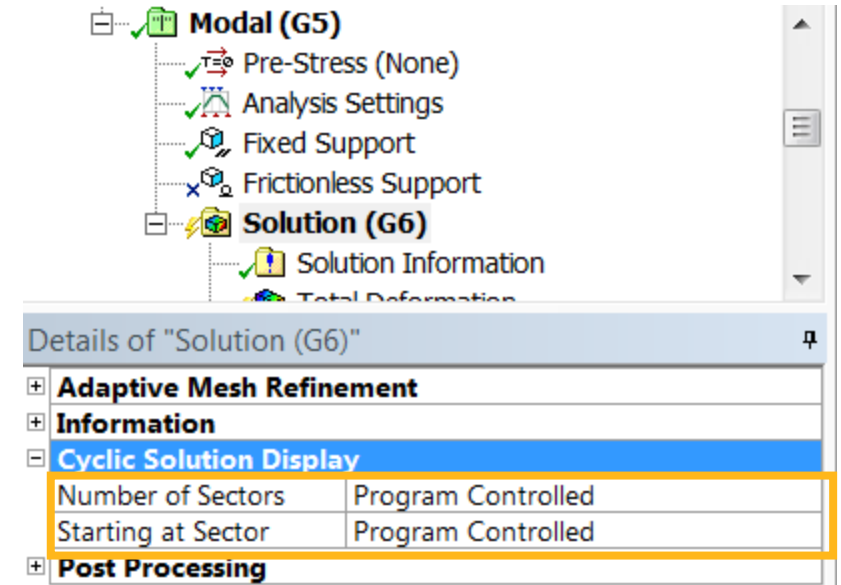 Modal (G5)
Pre-Stress (None)
Analysis Settings
Fixed Support
Frictionless Support
Solution (G6)
Solution Information
Total Deformation
Details of "Solution (G6)"
Adaptive Mesh Refinement
Information
Cyclic Solution Display
Number of Sectors Program Controlled
Starting at Sector Program Controlled
Post Processing